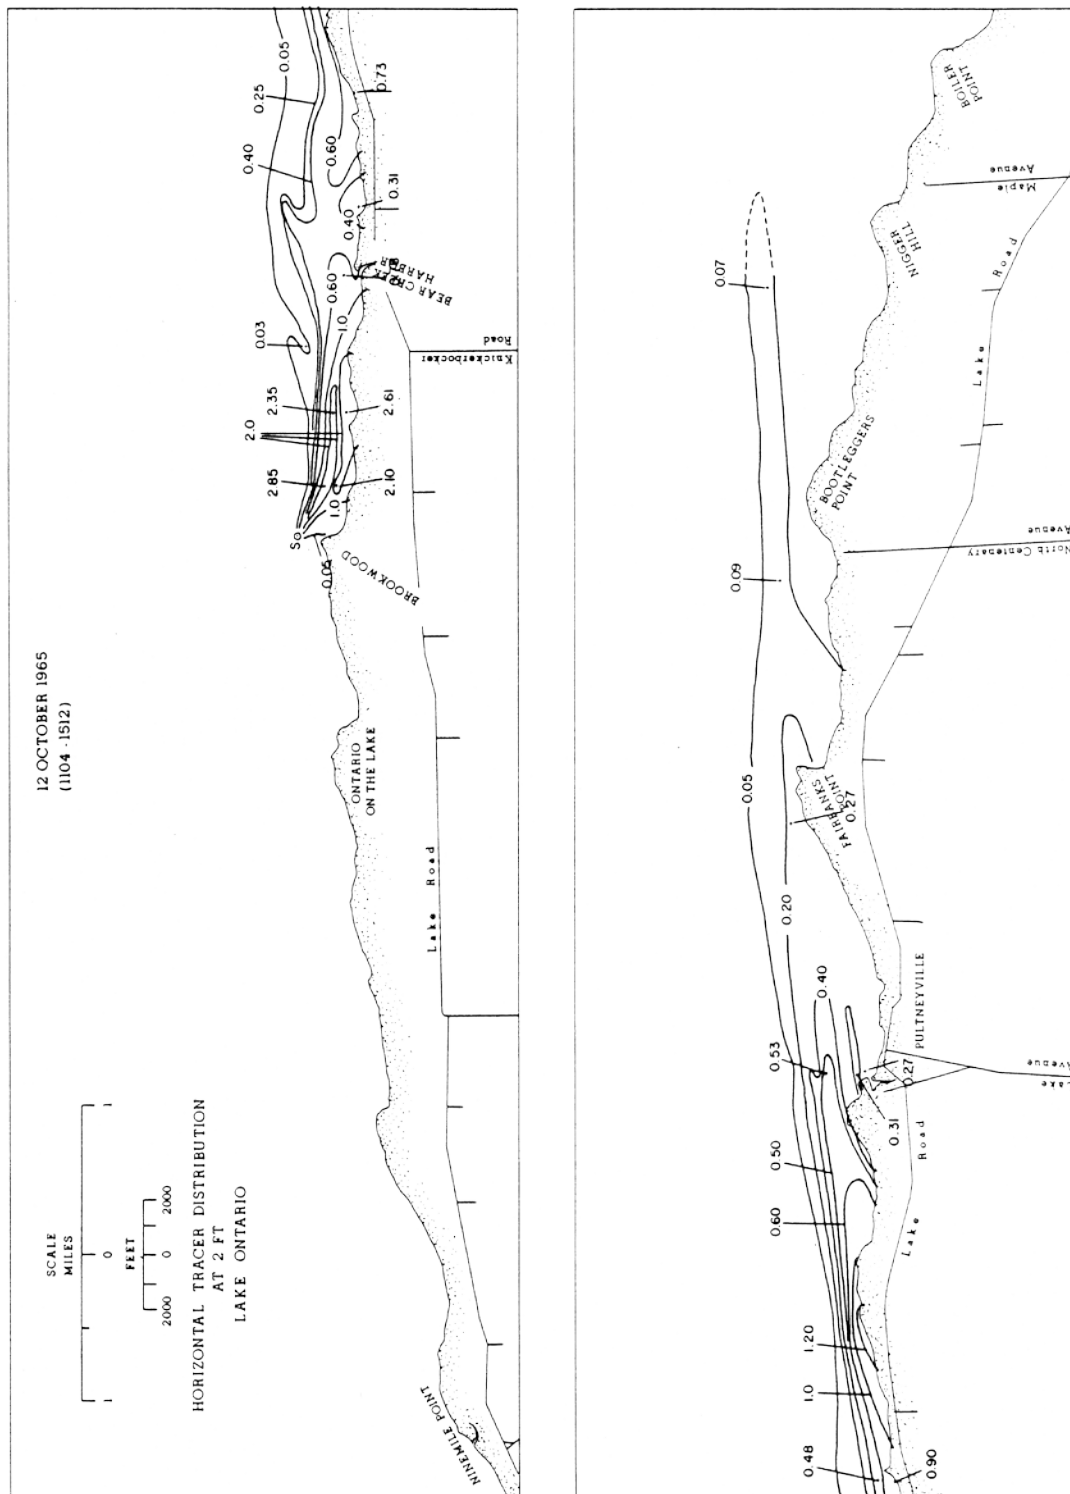 12 OCTOBER 1965
(1104 - 1512)
SCALE
MILES
1 0 1
FEET
2000 0 2000
HORIZONTAL TRACER DISTRIBUTION
AT 2 FT
LAKE ONTARIO
NINEMILE POINT
ONTARIO
ON THE LAKE
Lake Road
BROOKWOOD
0.05
So
1.0
2.10
2.85
2.0
2.35
2.61
0.03
1.0
0.60
BEAR CREEK
HARBOR
Knickerbocker
Road
0.40
0.31
0.60
0.40
0.25
0.05
0.73
0.48
0.90
1.0
1.20
0.60
0.50
0.53
0.31
0.27
0.40
0.20
0.05
0.27
0.09
0.07
Lake Road
Lake
Avenue
PULTNEYVILLE
FAIRBANKS
POINT
North Centenary
Avenue
BOOTLEGGERS
POINT
Lake Road
NIGGER
HILL
Maple
Avenue
BOILER
POINT